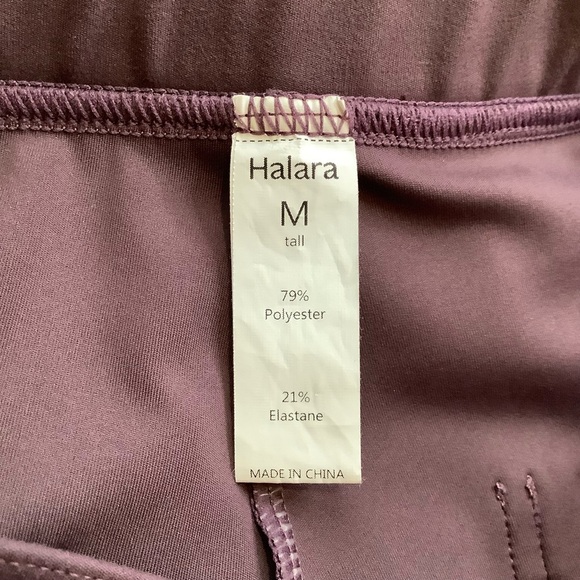 Halara
M
tall
79%
Polyester
21%
Elastane
MADE IN CHINA